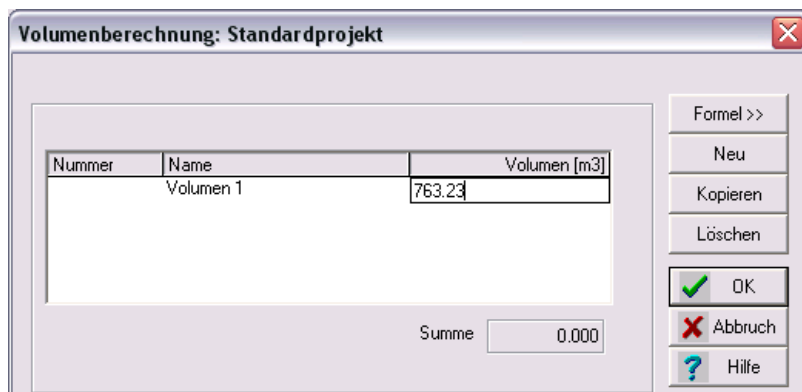 Volumenberechnung: Standardprojekt
Formel >>
Neu
Kopieren
Löschen
OK
Abbruch
Hilfe
Nummer Name Volumen [m3]
Volumen 1 763.23
Summe 0.000